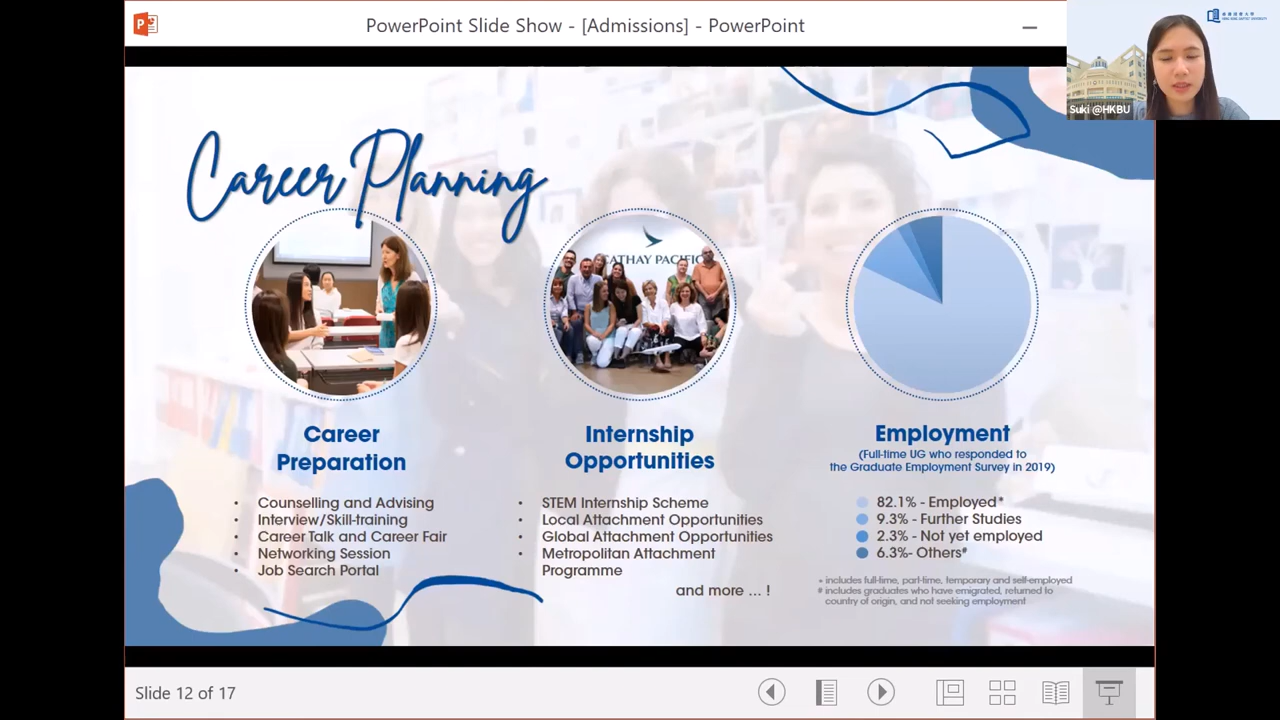 PowerPoint Slide Show - [Admissions] - PowerPoint
Suki @HKBU
Career Planning
CATHAY PACIFIC
Career
Preparation
• Counselling and Advising
• Interview/Skill-training
• Career Talk and Career Fair
• Networking Session
• Job Search Portal
Internship
Opportunities
• STEM Internship Scheme
• Local Attachment Opportunities
• Global Attachment Opportunities
• Metropolitan Attachment
Programme
and more ... !
Employment
(Full-time UG who responded to
the Graduate Employment Survey in 2019)
82.1% - Employed*
9.3% - Further Studies
2.3% - Not yet employed
6.3%- Others#
* includes full-time, part-time, temporary and self-employed
# includes graduates who have emigrated, returned to
country of origin, and not seeking employment
Slide 12 of 17